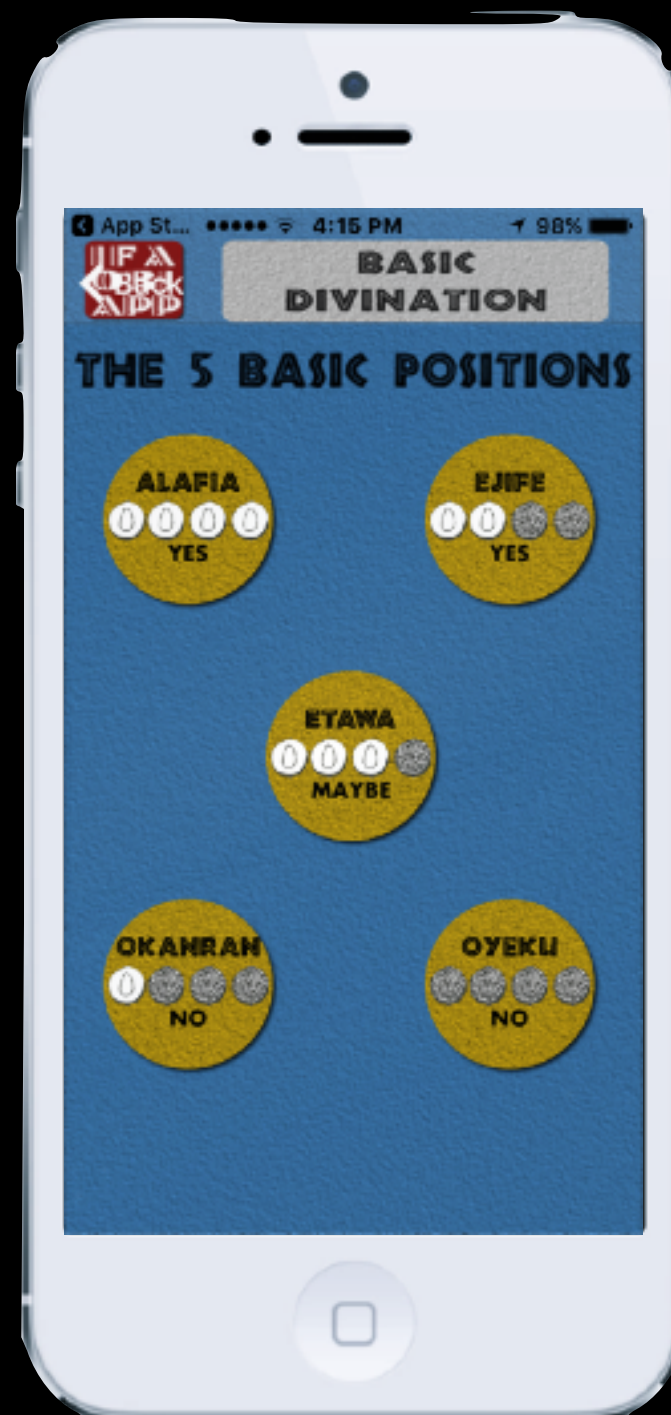 App St... 4:15 PM 98%
IFA
OBBIck
APP
BASIC
DIVINATION
THE 5 BASIC POSITIONS
ALAFIA
YES
EJIFE
YES
ETAWA
MAYBE
OKANRAN
NO
OYEKU
NO